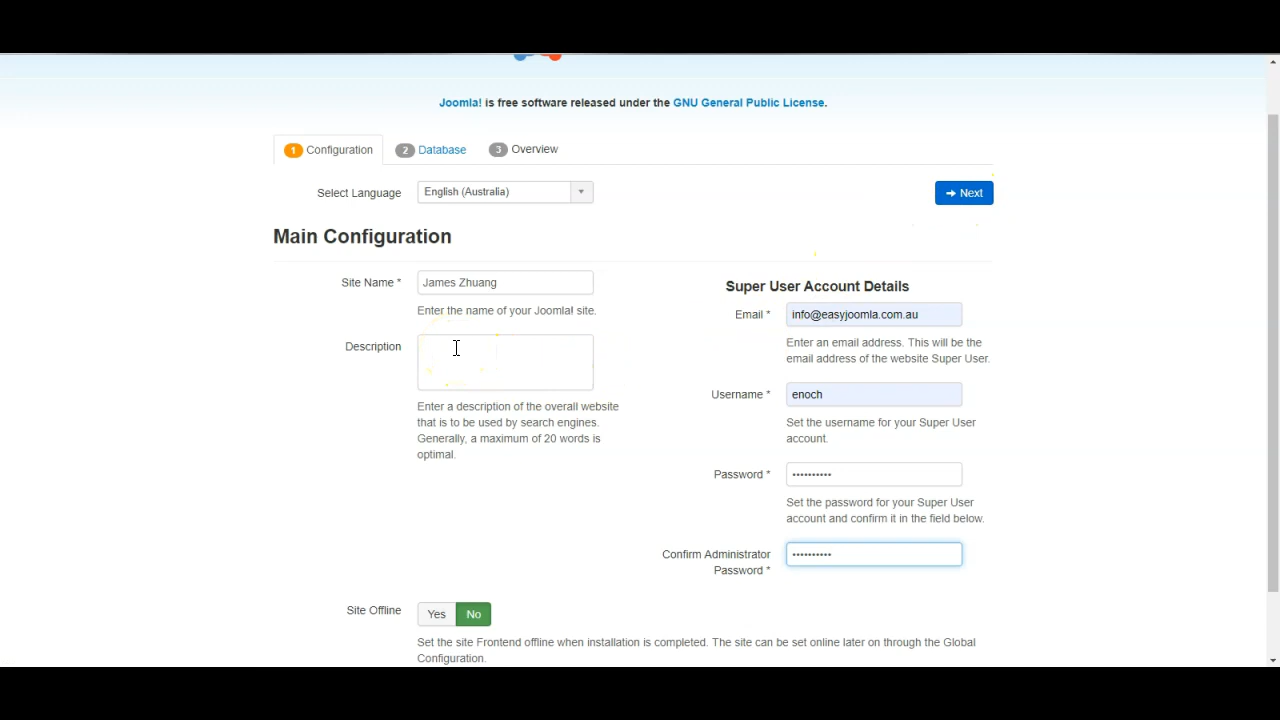 Joomla! is free software released under the GNU General Public License.
1 Configuration 2 Database 3 Overview
Select Language English (Australia) Next
Main Configuration
Site Name * James Zhuang
Enter the name of your Joomla! site.
Description
Enter a description of the overall website
that is to be used by search engines.
Generally, a maximum of 20 words is
optimal.
Super User Account Details
Email * info@easyjoomla.com.au
Enter an email address. This will be the
email address of the website Super User.
Username * enoch
Set the username for your Super User
account.
Password * ••••••••••
Set the password for your Super User
account and confirm it in the field below.
Confirm Administrator ••••••••••
Password *
Site Offline Yes No
Set the site Frontend offline when installation is completed. The site can be set online later on through the Global
Configuration.